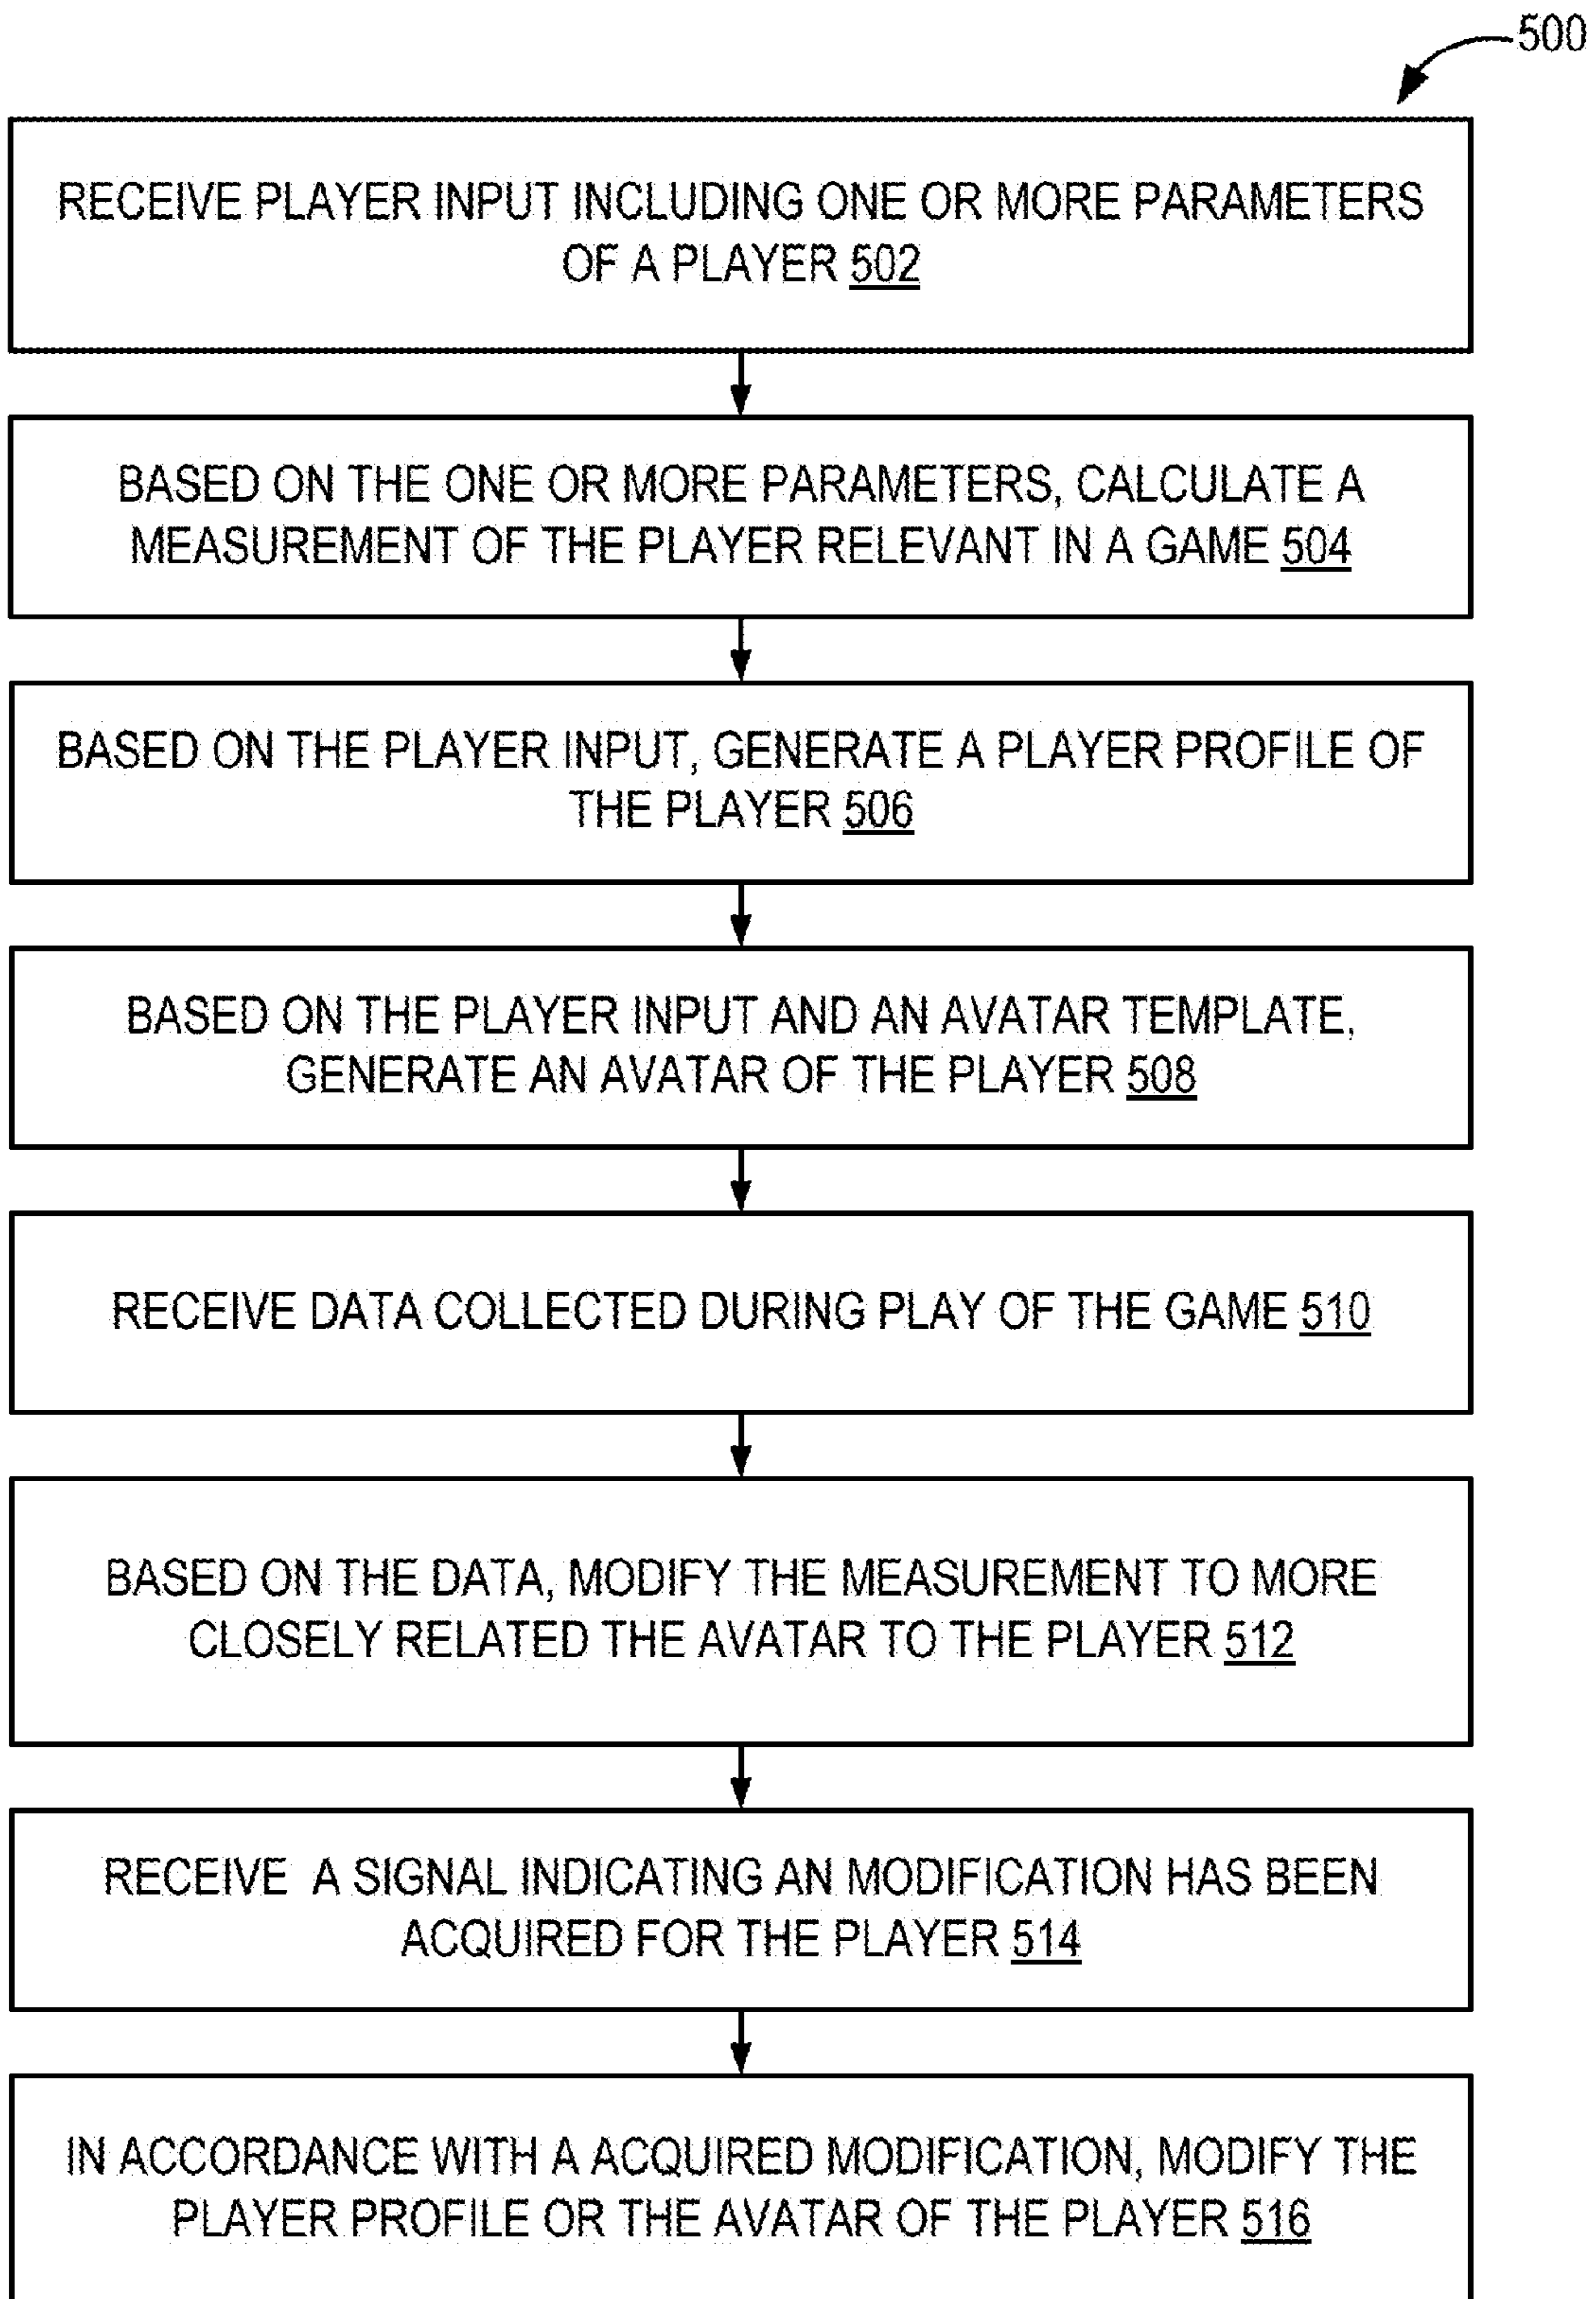 500
RECEIVE PLAYER INPUT INCLUDING ONE OR MORE PARAMETERS
OF A PLAYER 502
BASED ON THE ONE OR MORE PARAMETERS, CALCULATE A
MEASUREMENT OF THE PLAYER RELEVANT IN A GAME 504
BASED ON THE PLAYER INPUT, GENERATE A PLAYER PROFILE OF
THE PLAYER 506
BASED ON THE PLAYER INPUT AND AN AVATAR TEMPLATE,
GENERATE AN AVATAR OF THE PLAYER 508
RECEIVE DATA COLLECTED DURING PLAY OF THE GAME 510
BASED ON THE DATA, MODIFY THE MEASUREMENT TO MORE
CLOSELY RELATED THE AVATAR TO THE PLAYER 512
RECEIVE A SIGNAL INDICATING AN MODIFICATION HAS BEEN
ACQUIRED FOR THE PLAYER 514
IN ACCORDANCE WITH A ACQUIRED MODIFICATION, MODIFY THE
PLAYER PROFILE OR THE AVATAR OF THE PLAYER 516